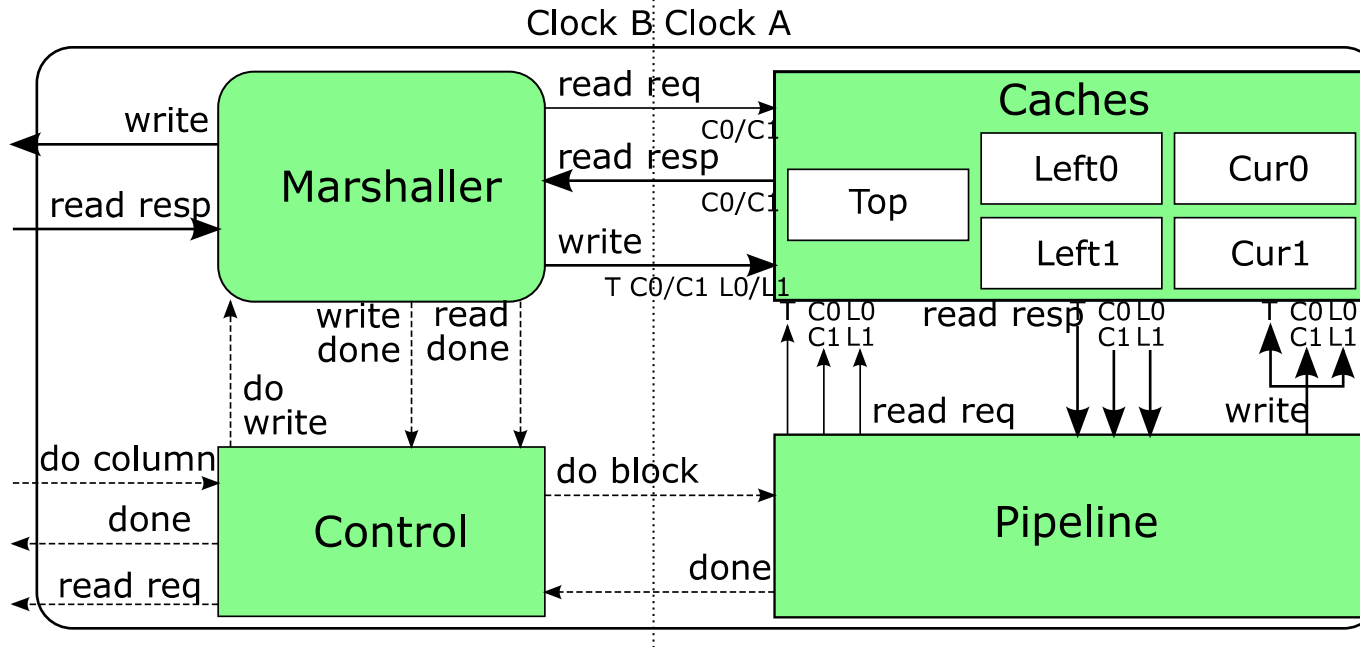 Clock B Clock A
write
read resp
Marshaller
read req
C0/C1
read resp
C0/C1
write
T C0/C1 L0/L1
Caches
Top
Left0
Cur0
Left1
Cur1
write
done
read
done
do
write
T C0 L0
C1 L1
read resp
T C0 L0
C1 L1
T C0 L0
C1 L1
read req
write
do column
done
read req
Control
do block
done
Pipeline